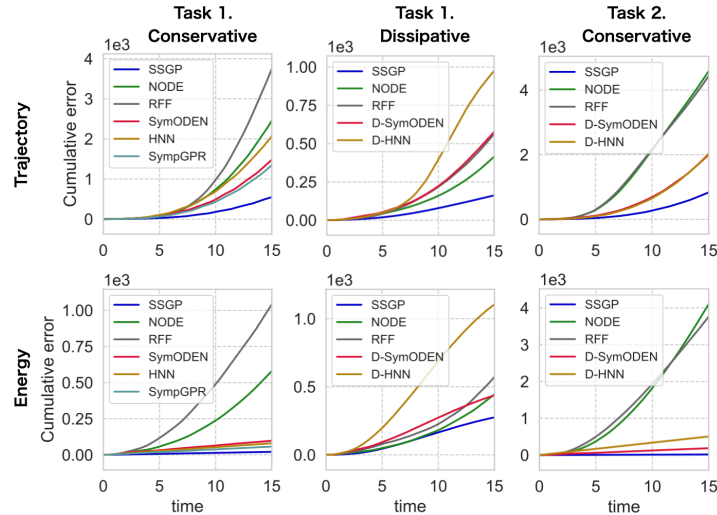 Task 1.
Conservative
Task 1.
Dissipative
Task 2.
Conservative
Trajectory
Cumulative error
1e3
4
3
2
1
0
SSGP
NODE
RFF
SymODEN
HNN
SympGPR
0 5 10 15
1e3
1.00
0.75
0.50
0.25
0.00
SSGP
NODE
RFF
D-SymODEN
D-HNN
0 5 10 15
1e3
4
2
0
SSGP
NODE
RFF
D-SymODEN
D-HNN
0 5 10 15
Energy
Cumulative error
1e3
1.00
0.75
0.50
0.25
0.00
SSGP
NODE
RFF
SymODEN
HNN
SympGPR
0 5 10 15
time
1e3
1.0
0.5
0.0
SSGP
NODE
RFF
D-SymODEN
D-HNN
0 5 10 15
time
1e3
4
3
2
1
0
SSGP
NODE
RFF
D-SymODEN
D-HNN
0 5 10 15
time